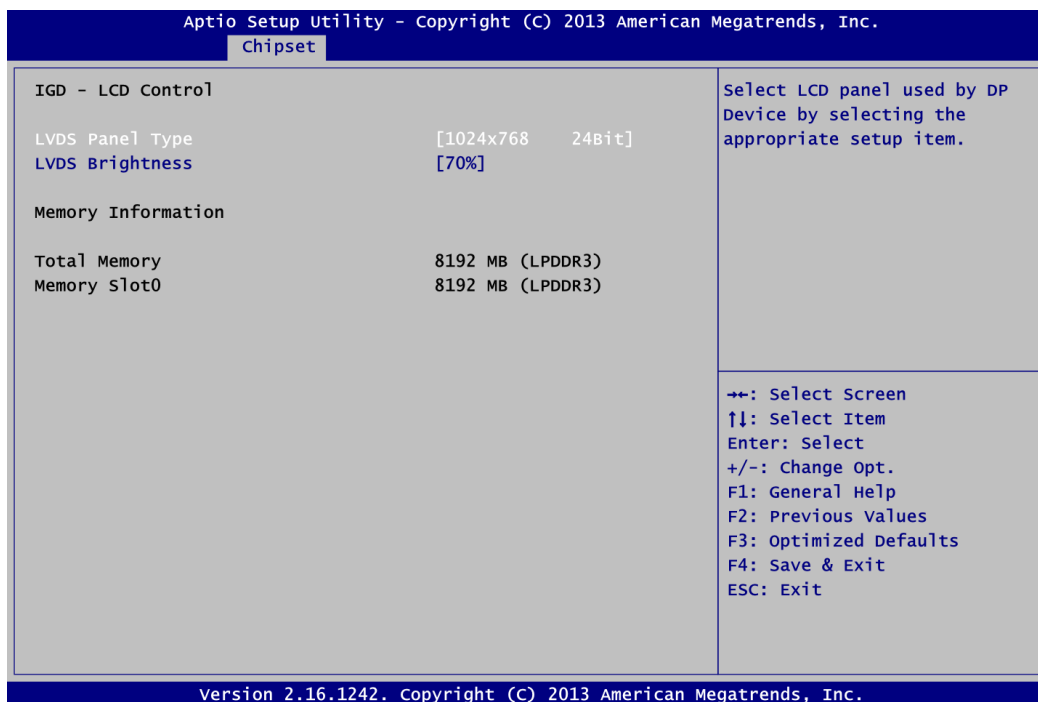 Aptio Setup Utility - Copyright (C) 2013 American Megatrends, Inc.
Chipset
IGD - LCD Control
LVDS Panel Type [1024x768 24Bit]
LVDS Brightness [70%]
Memory Information
Total Memory 8192 MB (LPDDR3)
Memory Slot0 8192 MB (LPDDR3)
Select LCD panel used by DP
Device by selecting the
appropriate setup item.
→←: Select Screen
↑↓: Select Item
Enter: Select
+/-: Change Opt.
F1: General Help
F2: Previous Values
F3: Optimized Defaults
F4: Save & Exit
ESC: Exit
Version 2.16.1242. Copyright (C) 2013 American Megatrends, Inc.